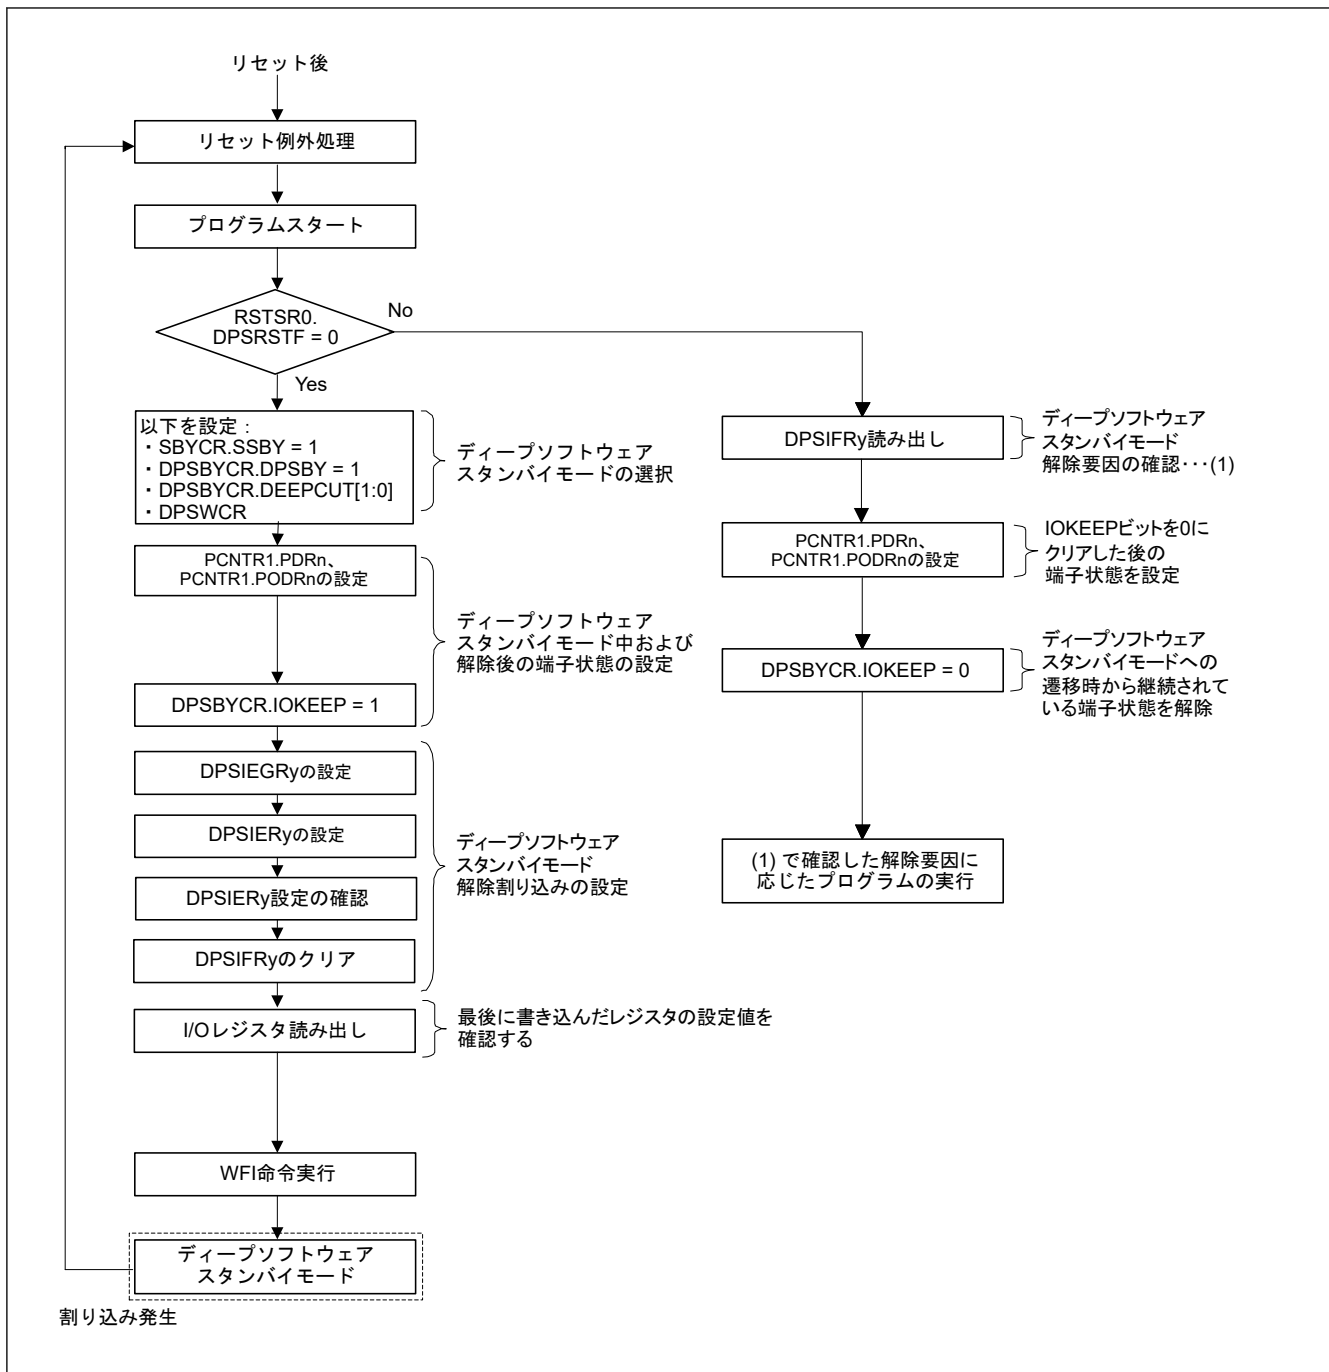 リセット後
リセット例外処理
プログラムスタート
RSTSR0.
DPSRSTF = 0
No
Yes
以下を設定：
・SBYCR.SSBY = 1
・DPSBYCR.DPSBY = 1
・DPSBYCR.DEEPCUT[1:0]
・DPSWCR
ディープソフトウェア
スタンバイモードの選択
PCNTR1.PDRn、
PCNTR1.PODRnの設定
DPSBYCR.IOKEEP = 1
ディープソフトウェア
スタンバイモード中および
解除後の端子状態の設定
DPSIEGRyの設定
DPSIERyの設定
DPSIERy設定の確認
DPSIFRyのクリア
ディープソフトウェア
スタンバイモード
解除割り込みの設定
I/Oレジスタ読み出し
最後に書き込んだレジスタの設定値を
確認する
WFI命令実行
ディープソフトウェア
スタンバイモード
割り込み発生
DPSIFRy読み出し
ディープソフトウェア
スタンバイモード
解除要因の確認･･･(1)
PCNTR1.PDRn、
PCNTR1.PODRnの設定
IOKEEPビットを0に
クリアした後の
端子状態を設定
DPSBYCR.IOKEEP = 0
ディープソフトウェア
スタンバイモードへの
遷移時から継続されて
いる端子状態を解除
(1) で確認した解除要因に
応じたプログラムの実行